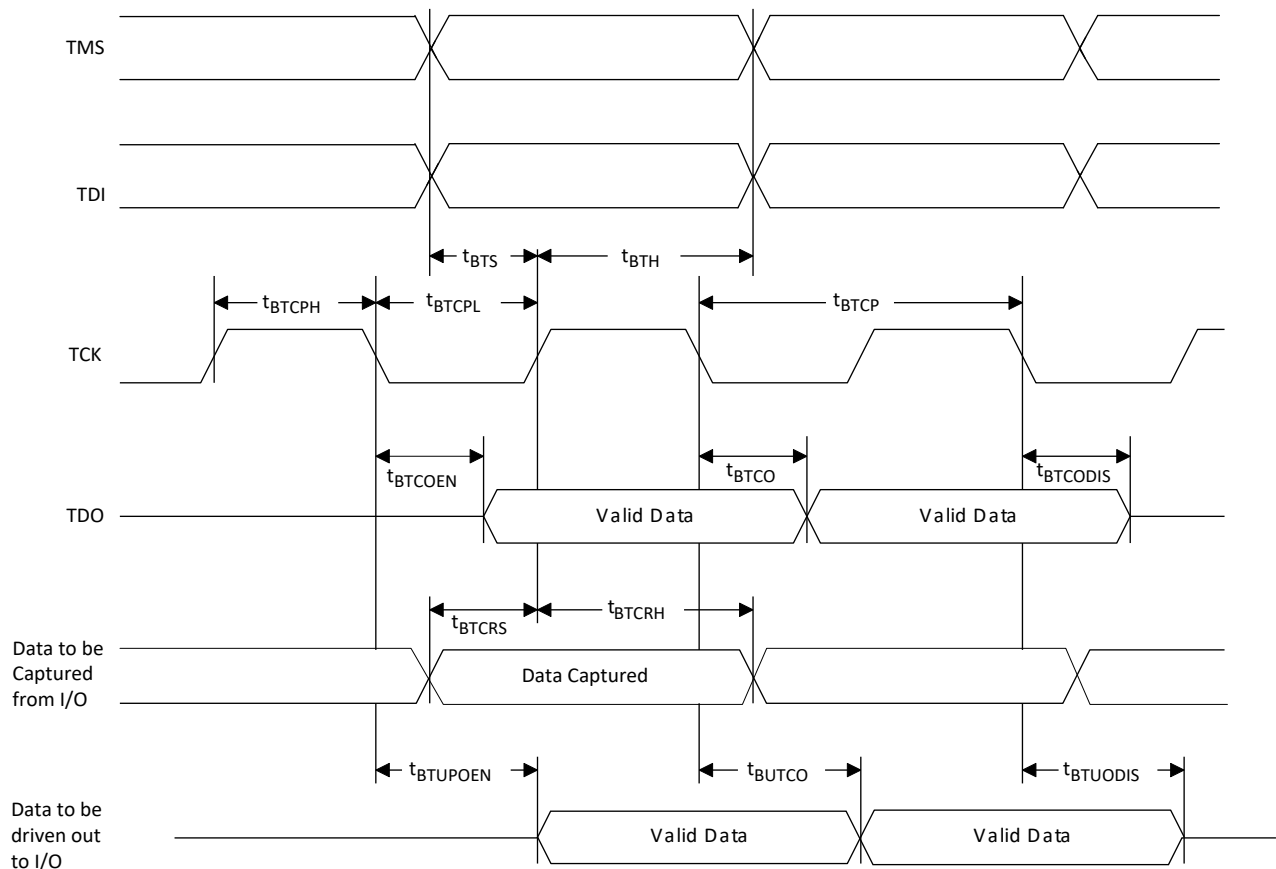 TMS
TDI
tBTS
tBTH
tBTCPH
tBTCPL
tBTCP
TCK
tBTCOEN
tBTCO
tBTCODIS
TDO
Valid Data
Valid Data
tBTCRS
tBTCRH
Data to be
Captured
from I/O
Data Captured
tBTUPOEN
tBUTCO
tBTUODIS
Data to be
driven out
to I/O
Valid Data
Valid Data